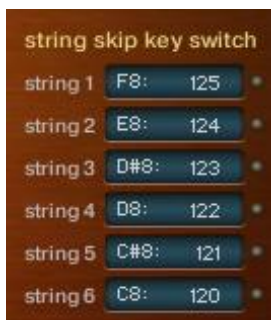 string skip key switch
string 1 F8: 125
string 2 E8: 124
string 3 D#8: 123
string 4 D8: 122
string 5 C#8: 121
string 6 C8: 120